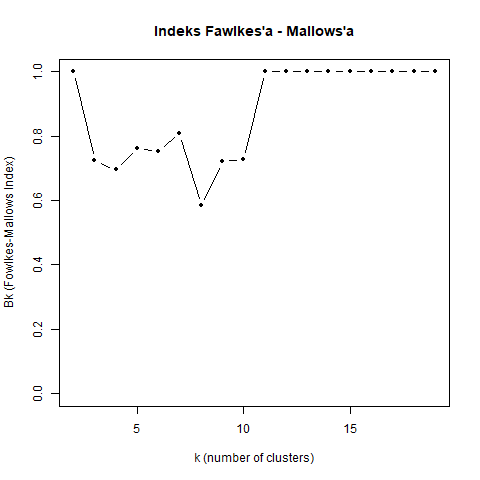 Indeks Fawlkes'a - Mallows'a
Bk (Fowlkes-Mallows Index)
1.0
0.8
0.6
0.4
0.2
0.0
5 10 15
k (number of clusters)